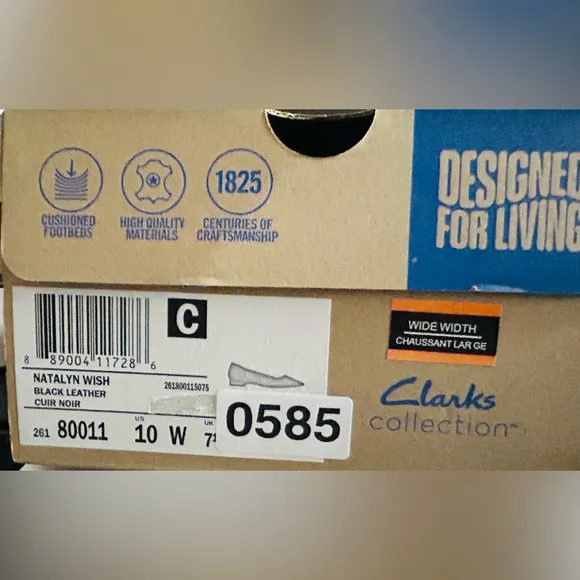 1825
CUSHIONED
FOOTBEDS
HIGH QUALITY
MATERIALS
CENTURIES OF
CRAFTSMANSHIP
DESIGNED
FOR LIVING
C
8 89004 11728 6
NATALYN WISH
261800115075
BLACK LEATHER
CUIR NOIR
261 80011
US
10 W
UK
0585
WIDE WIDTH
CHAUSSANT LARGE
Clarks
collection